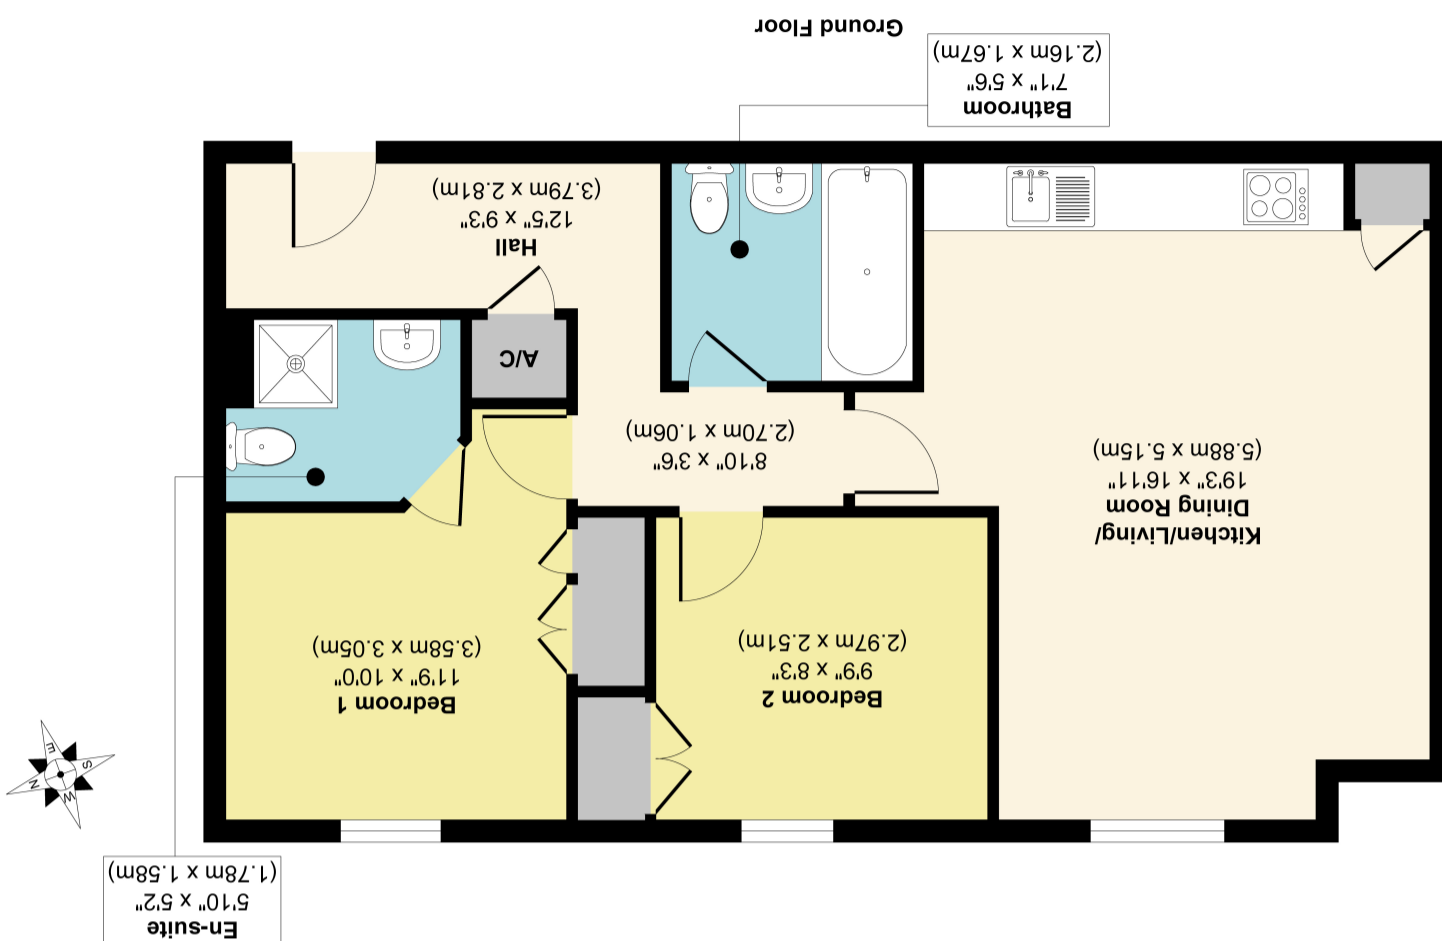 En-suite
5'10" x 5'2"
(1.78m x 1.58m)
W
N
S
E
Bedroom 2
9'9" x 8'3"
(2.97m x 2.51m)
Bedroom 1
11'9" x 10'0"
(3.58m x 3.05m)
Kitchen/Living/
Dining Room
19'3" x 16'11"
(5.88m x 5.15m)
8'10" x 3'6"
(2.70m x 1.06m)
A/C
Hall
12'5" x 9'3"
(3.79m x 2.81m)
Bathroom
7'1" x 5'6"
(2.16m x 1.67m)
Ground Floor